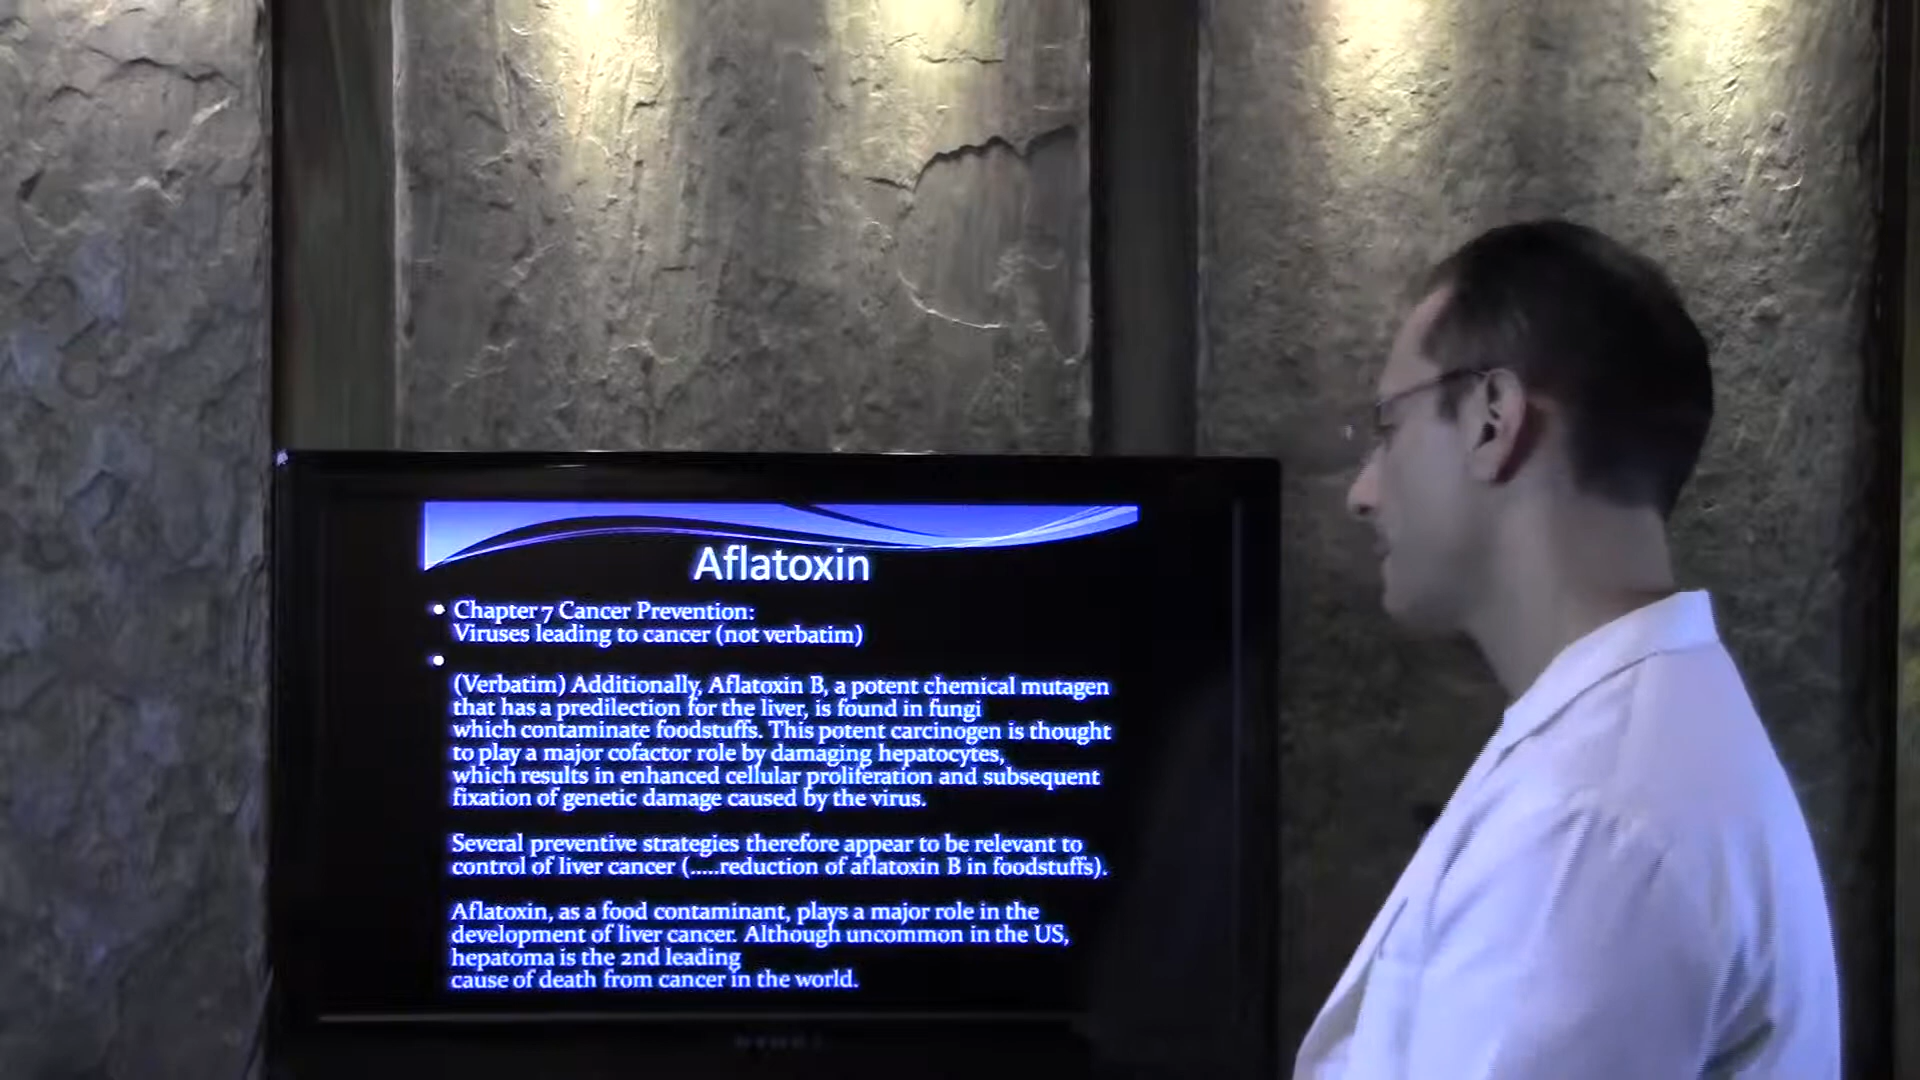 Aflatoxin
Chapter 7 Cancer Prevention:
Viruses leading to cancer (not verbatim)
(Verbatim) Additionally, Aflatoxin B, a potent chemical mutagen
that has a predilection for the liver, is found in fungi
which contaminate foodstuffs. This potent carcinogen is thought
to play a major cofactor role by damaging hepatocytes,
which results in enhanced cellular proliferation and subsequent
fixation of genetic damage caused by the virus.
Several preventive strategies therefore appear to be relevant to
control of liver cancer (.....reduction of aflatoxin B in foodstuffs).
Aflatoxin, as a food contaminant, plays a major role in the
development of liver cancer. Although uncommon in the US,
hepatoma is the 2nd leading
cause of death from cancer in the world.